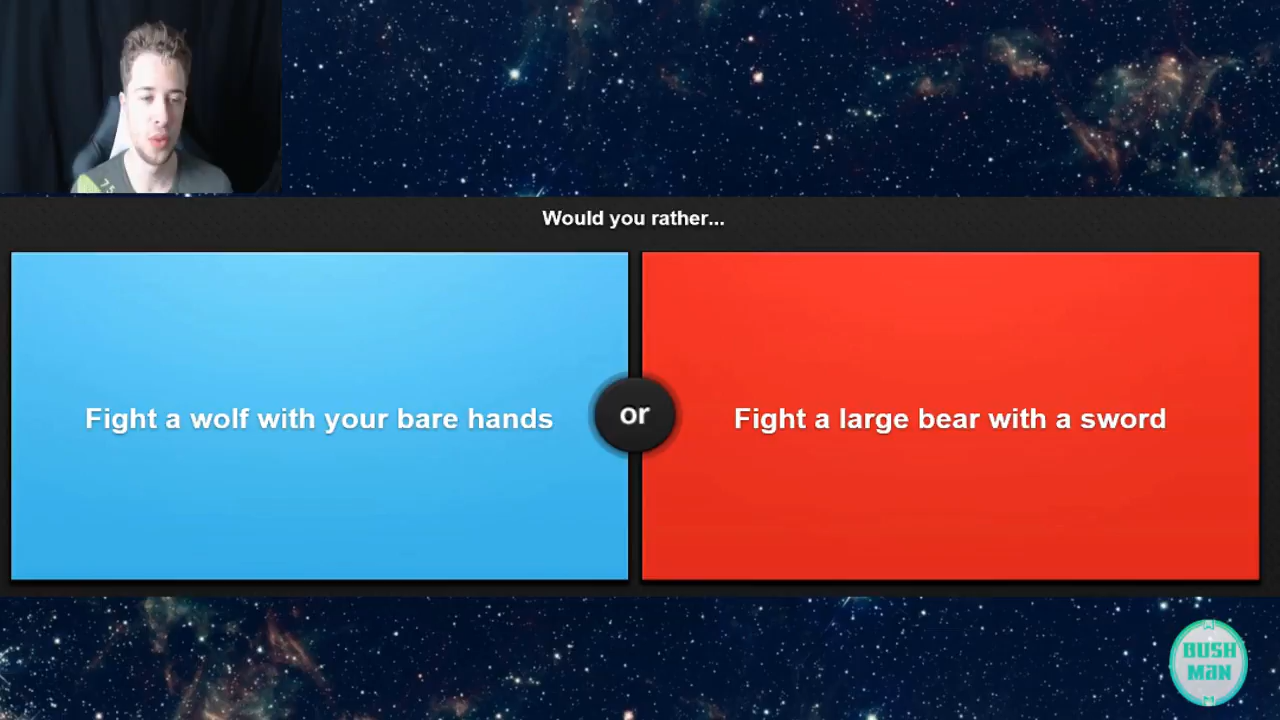 Would you rather...
Fight a wolf with your bare hands
or
Fight a large bear with a sword
BUSH
MAN